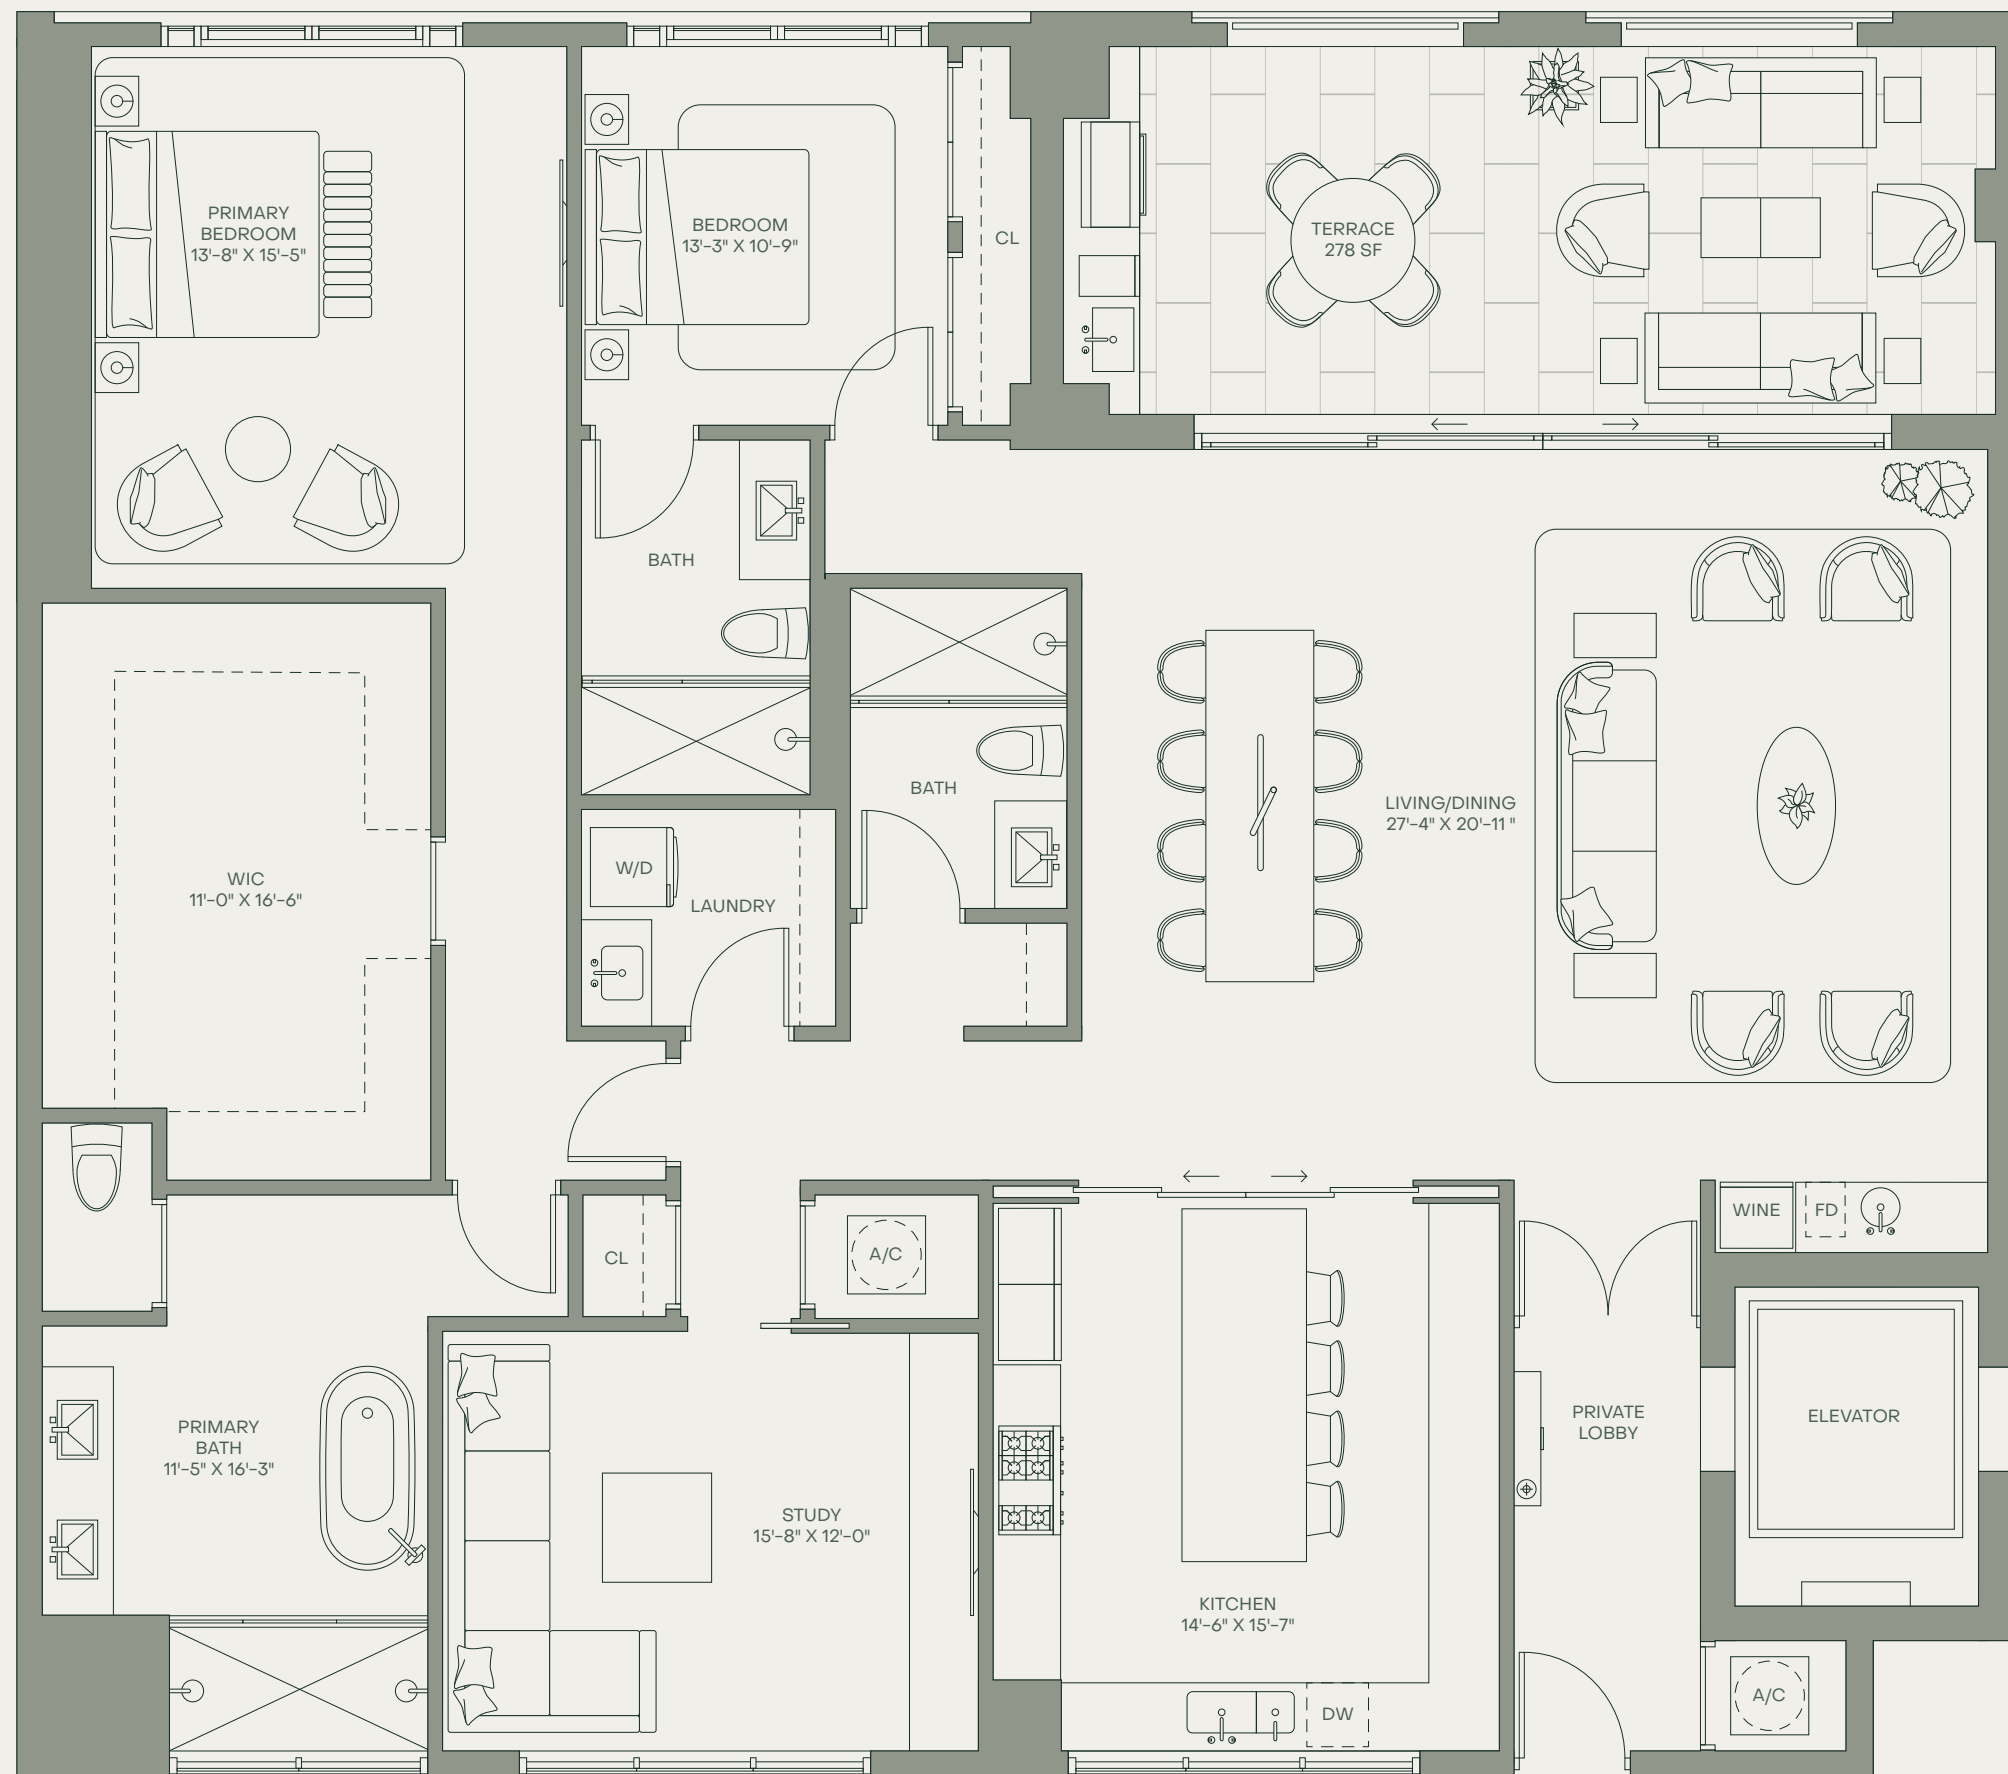 PRIMARY
BEDROOM
13'-8" X 15'-5"
BEDROOM
13'-3" X 10'-9"
CL
TERRACE
278 SF
BATH
BATH
LIVING/DINING
27'-4" X 20'-11 "
WIC
11'-0" X 16'-6"
W/D
LAUNDRY
WINE
FD
CL
A/C
PRIMARY
BATH
11'-5" X 16'-3"
STUDY
15'-8" X 12'-0"
KITCHEN
14'-6" X 15'-7"
DW
PRIVATE
LOBBY
ELEVATOR
A/C